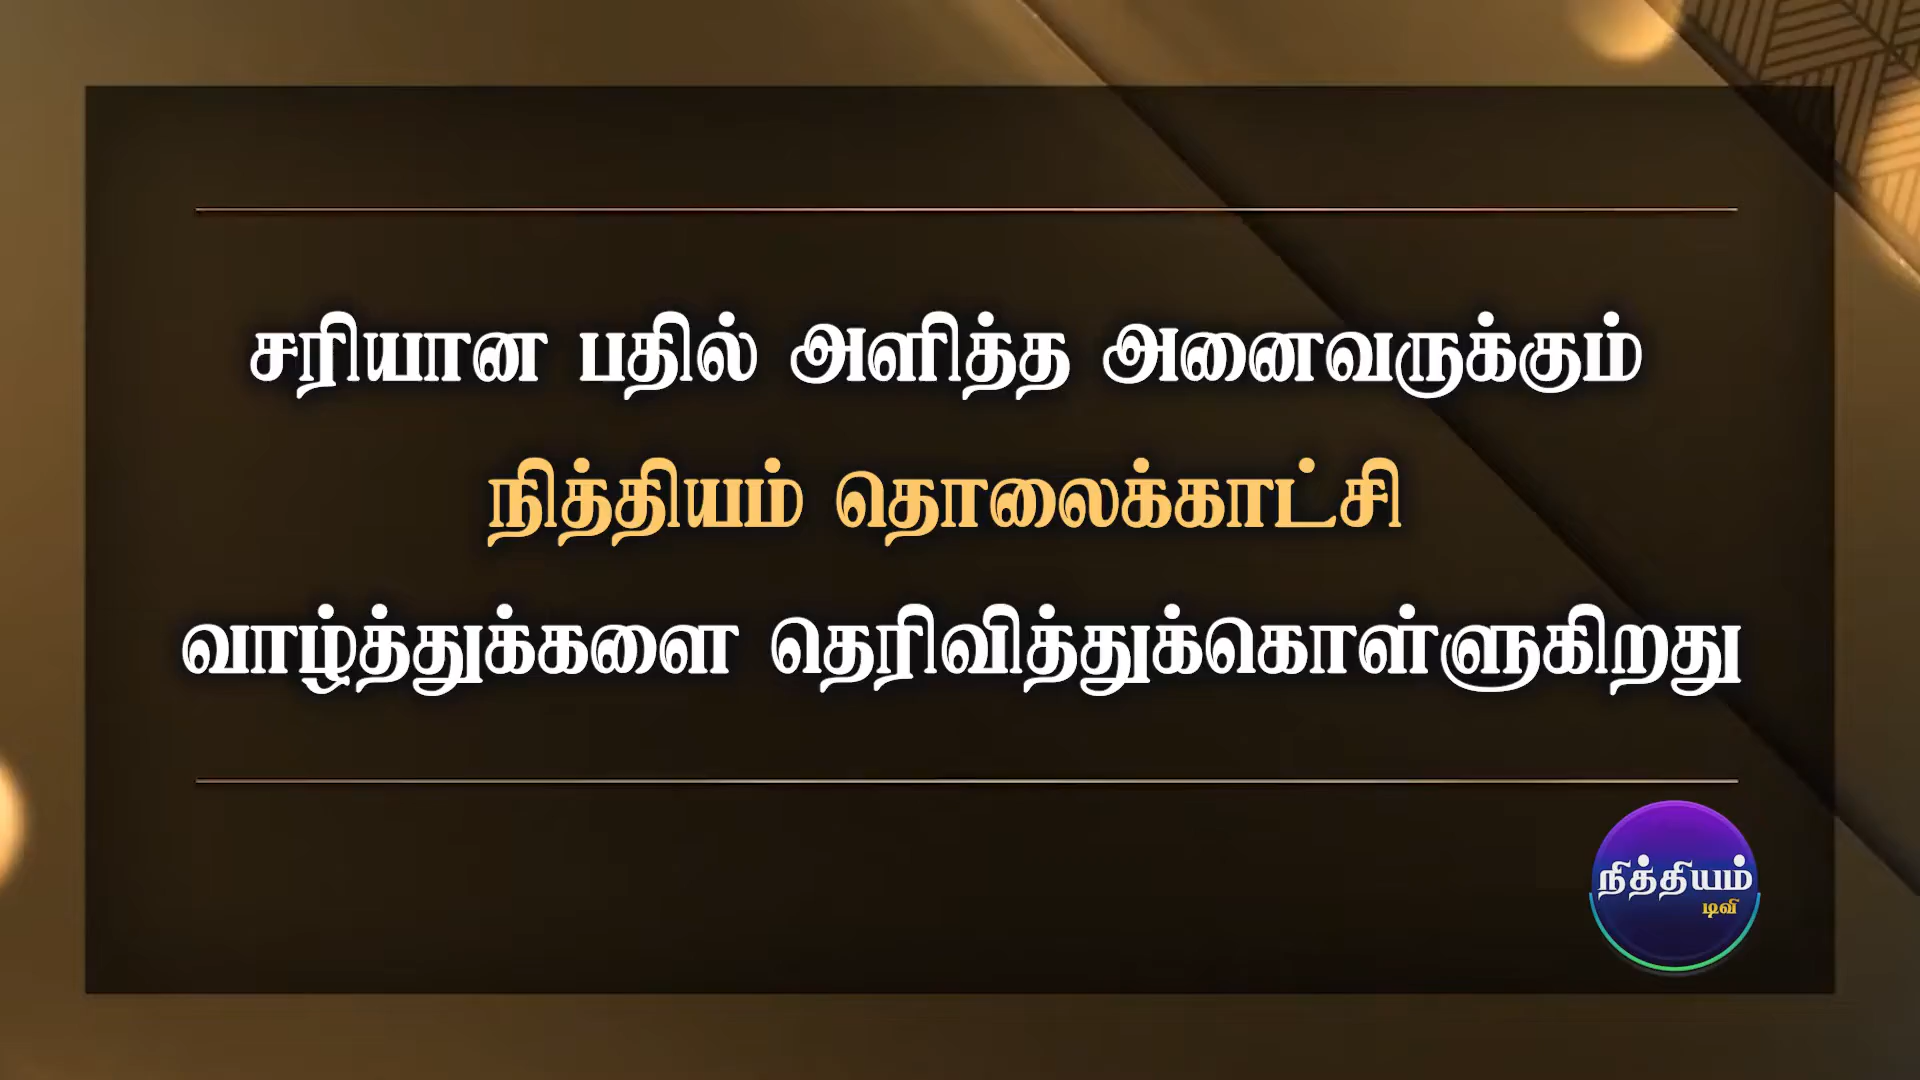 சரியான பதில் அளித்த அனைவருக்கும்
நித்தியம் தொலைக்காட்சி
வாழ்த்துக்களை தெரிவித்துக்கொள்ளுகிறது
நித்தியம்
டிவி